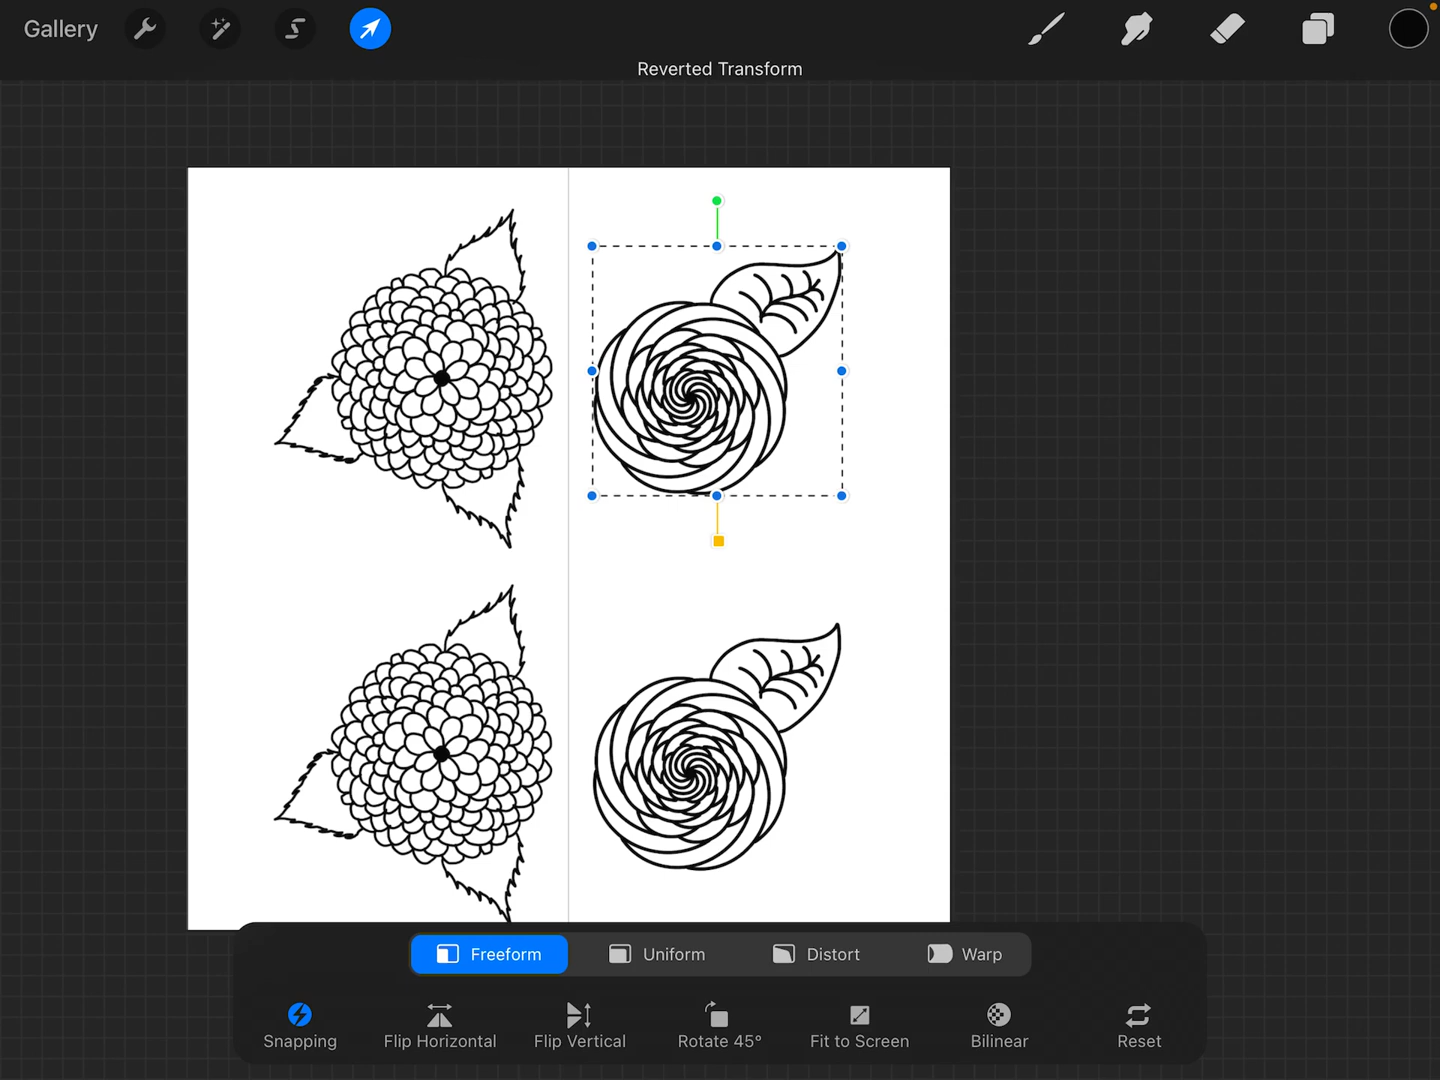 Gallery
Reverted Transform
Freeform Uniform Distort Warp
Snapping Flip Horizontal Flip Vertical Rotate 45° Fit to Screen Bilinear Reset